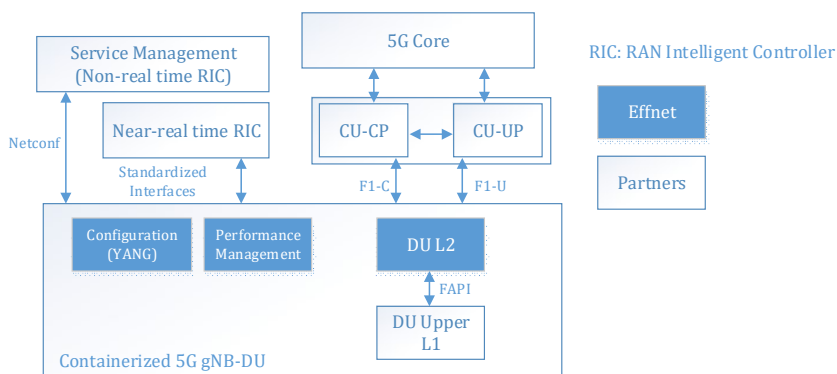 5G Core
Service Management
(Non-real time RIC)
RIC: RAN Intelligent Controller
Near-real time RIC
CU-CP
CU-UP
Effnet
Netconf
Standardized
Interfaces
F1-C
F1-U
Partners
Configuration
(YANG)
Performance
Management
DU L2
FAPI
DU Upper
L1
Containerized 5G gNB-DU